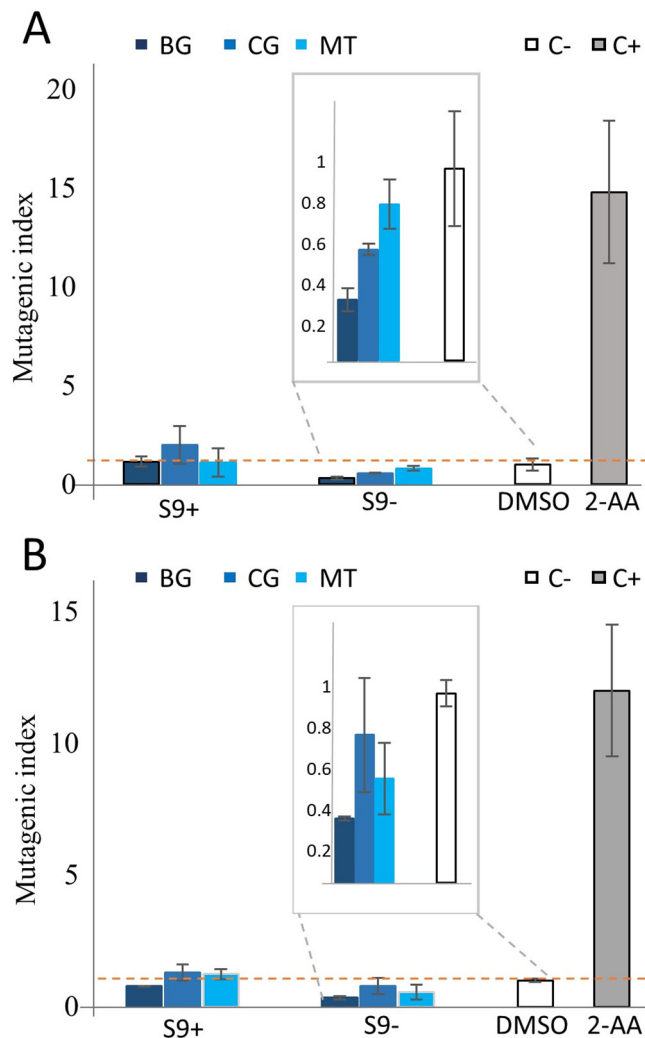 A
BG CG MT C- C+
Mutagenic index
20
15
10
5
0
1
0.8
0.6
0.4
0.2
S9+ S9- DMSO 2-AA
B
BG CG MT C- C+
Mutagenic index
15
10
5
0
1
0.8
0.6
0.4
0.2
S9+ S9- DMSO 2-AA